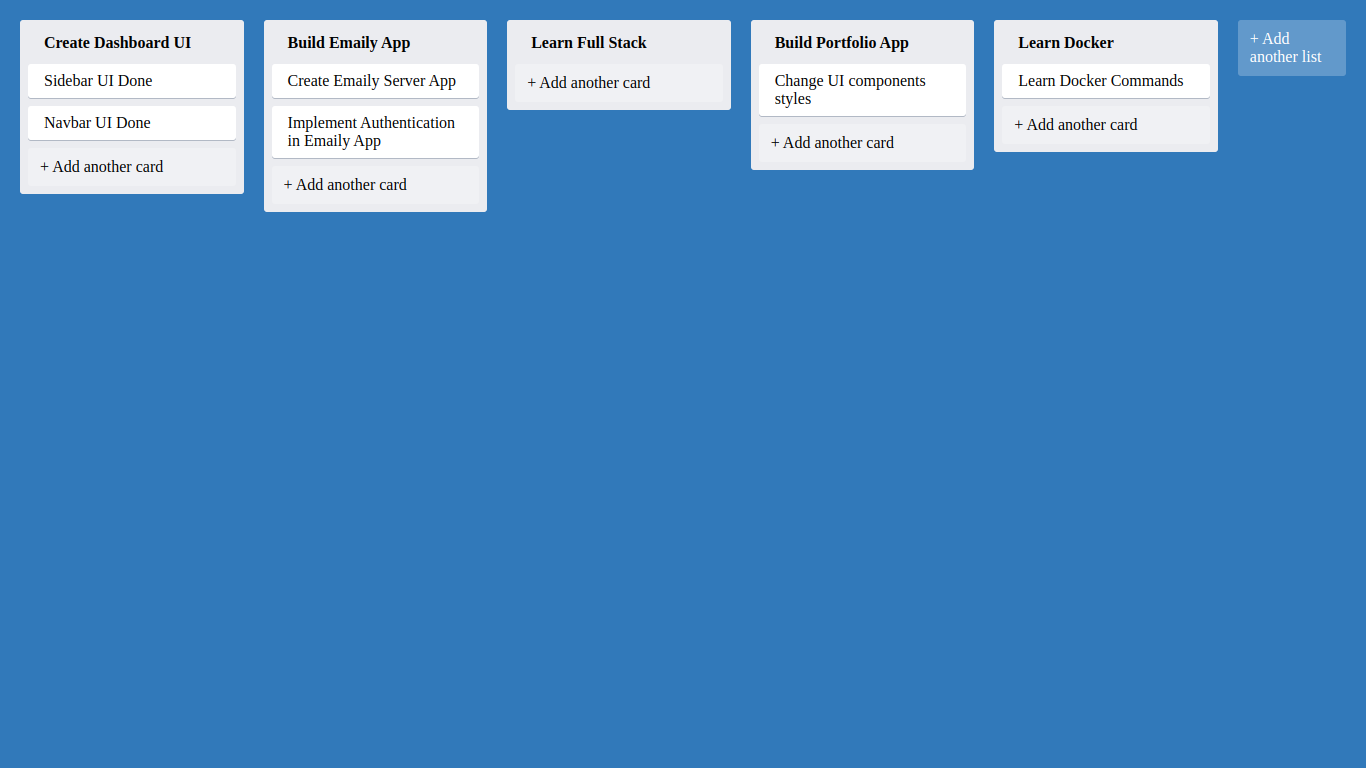 Create Dashboard UI
Sidebar UI Done
Navbar UI Done
+ Add another card
Build Emaily App
Create Emaily Server App
Implement Authentication
in Emaily App
+ Add another card
Learn Full Stack
+ Add another card
Build Portfolio App
Change UI components
styles
+ Add another card
Learn Docker
Learn Docker Commands
+ Add another card
+ Add
another list